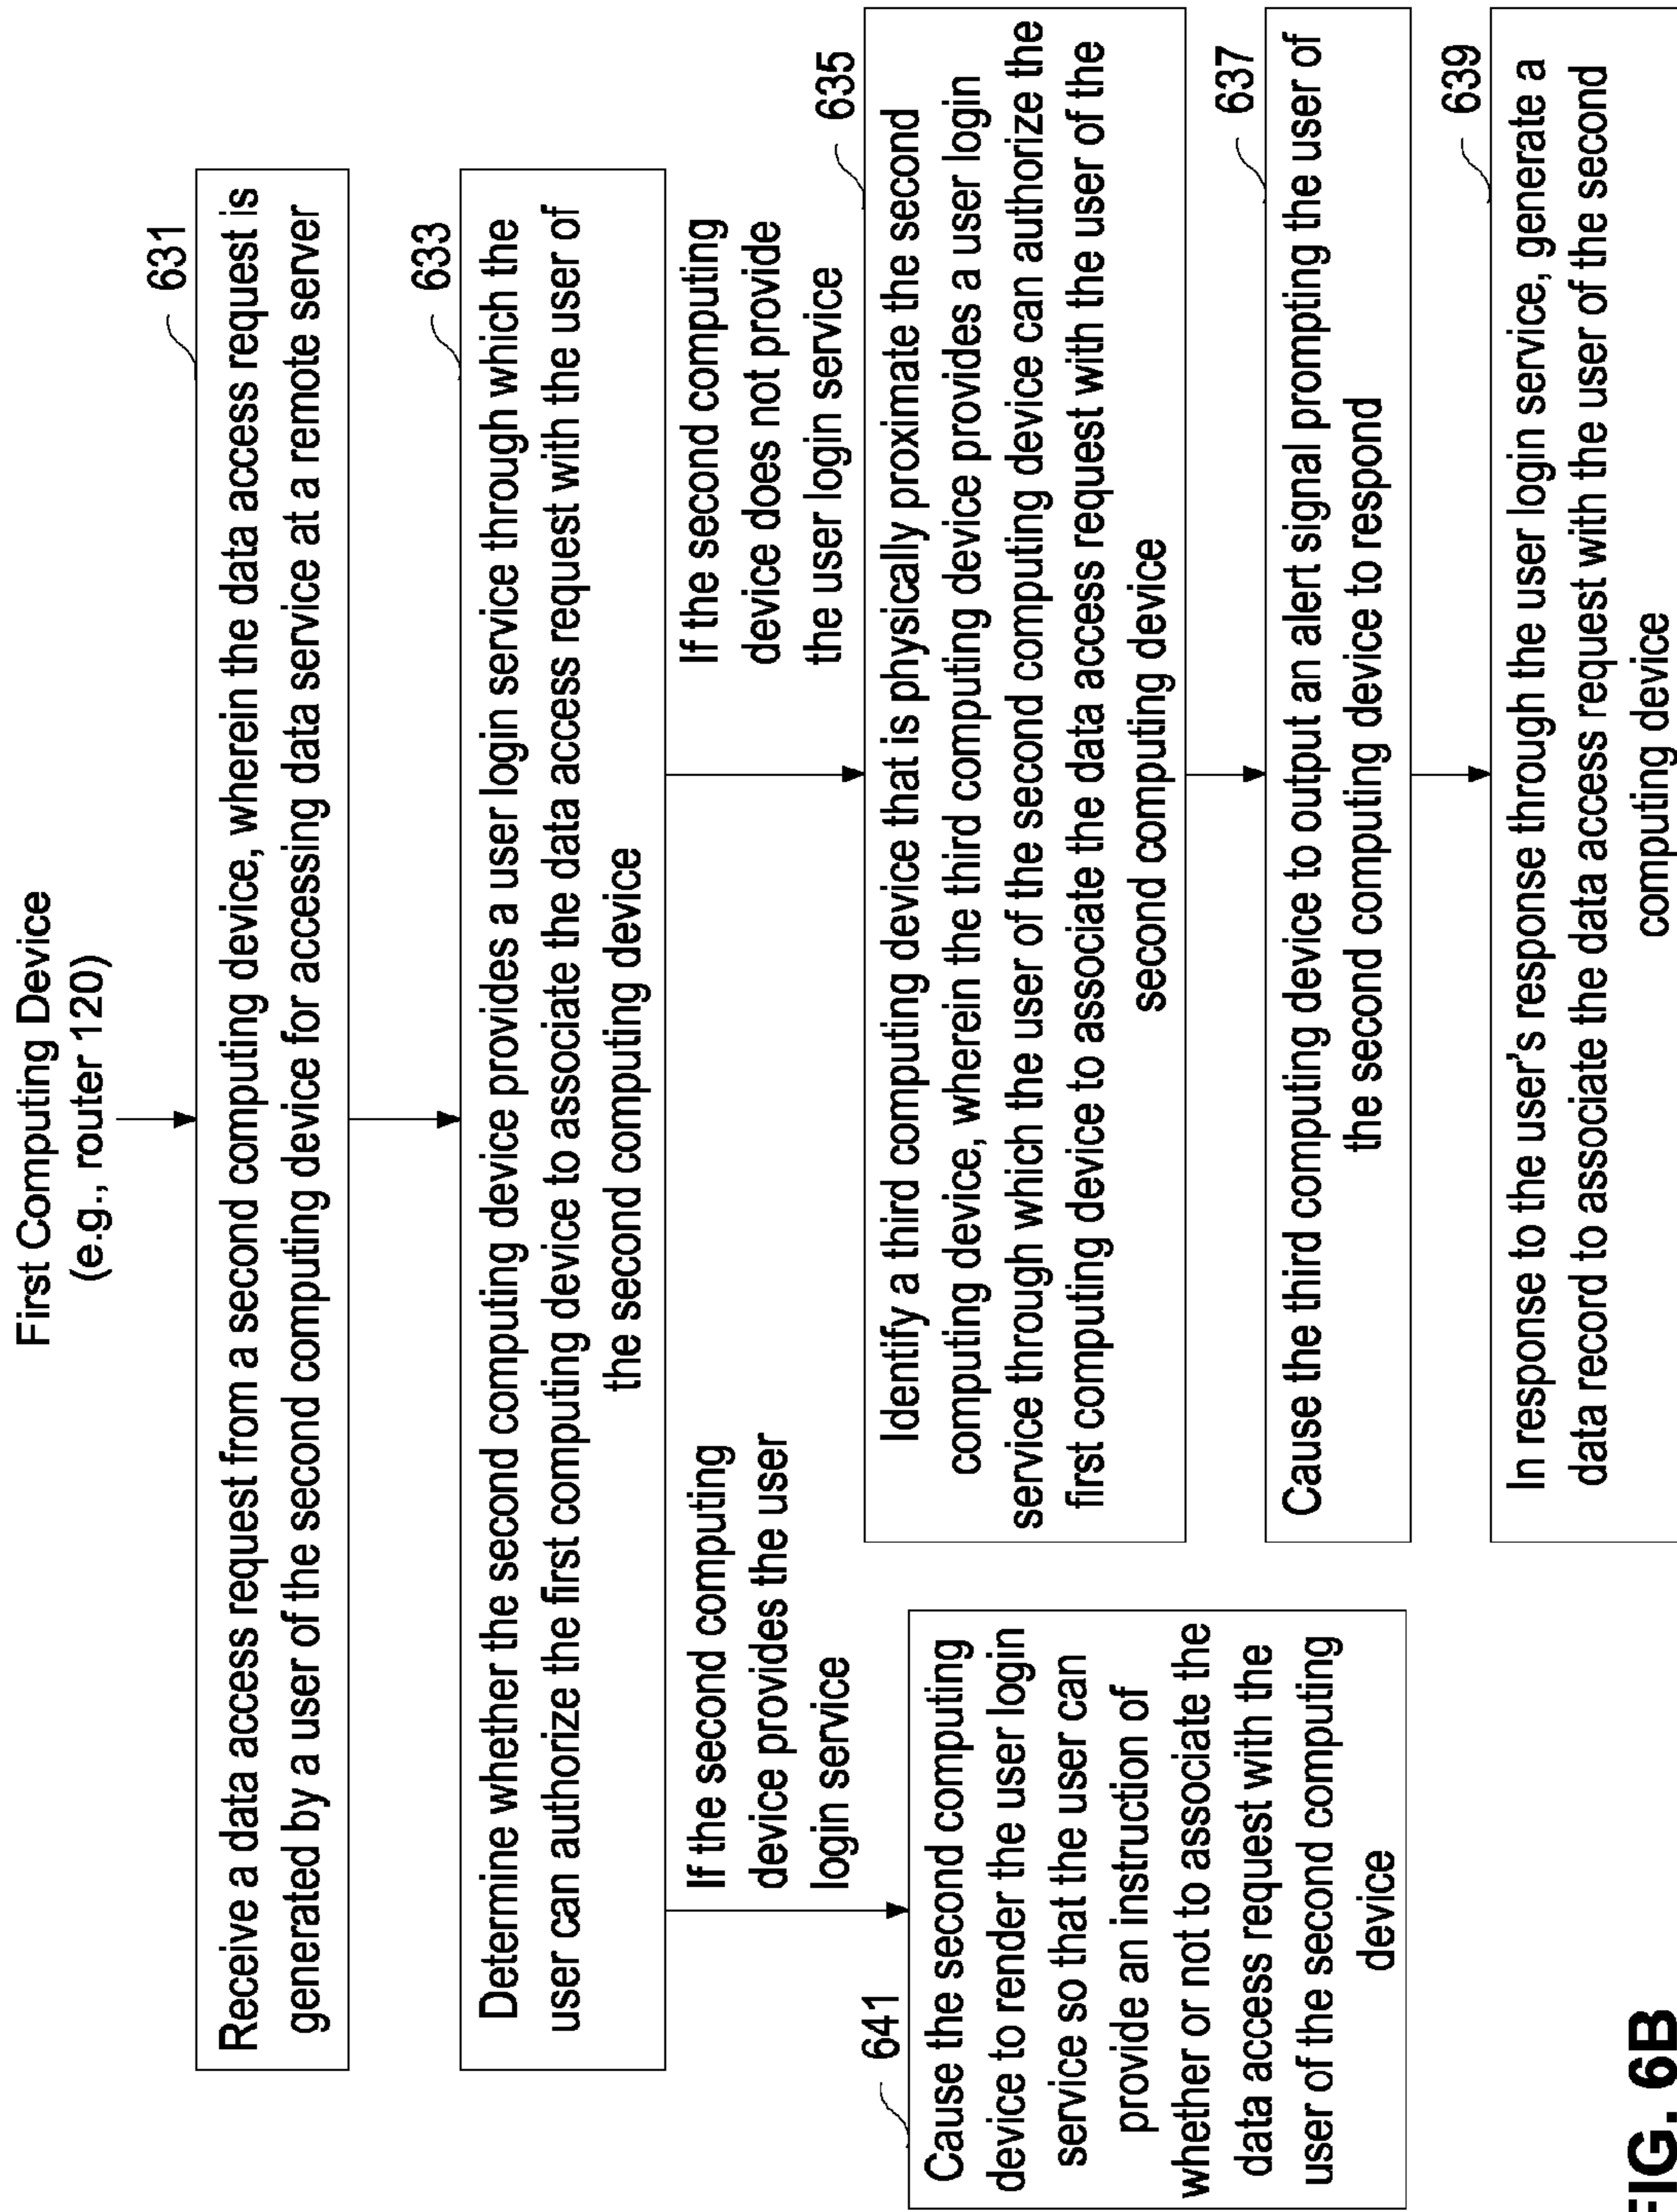 First Computing Device
(e.g., router 120)
631
Receive a data access request from a second computing device, wherein the data access request is
generated by a user of the second computing device for accessing data service at a remote server
633
Determine whether the second computing device provides a user login service through which the
user can authorize the first computing device to associate the data access request with the user of
the second computing device
If the second computing
device provides the user
login service
If the second computing
device does not provide
the user login service
641
Cause the second computing
device to render the user login
service so that the user can
provide an instruction of
whether or not to associate the
data access request with the
user of the second computing
device
635
Identify a third computing device that is physically proximate the second
computing device, wherein the third computing device provides a user login
service through which the user of the second computing device can authorize the
first computing device to associate the data access request with the user of the
second computing device
637
Cause the third computing device to output an alert signal prompting the user of
the second computing device to respond
639
In response to the user's response through the user login service, generate a
data record to associate the data access request with the user of the second
computing device
FIG. 6B